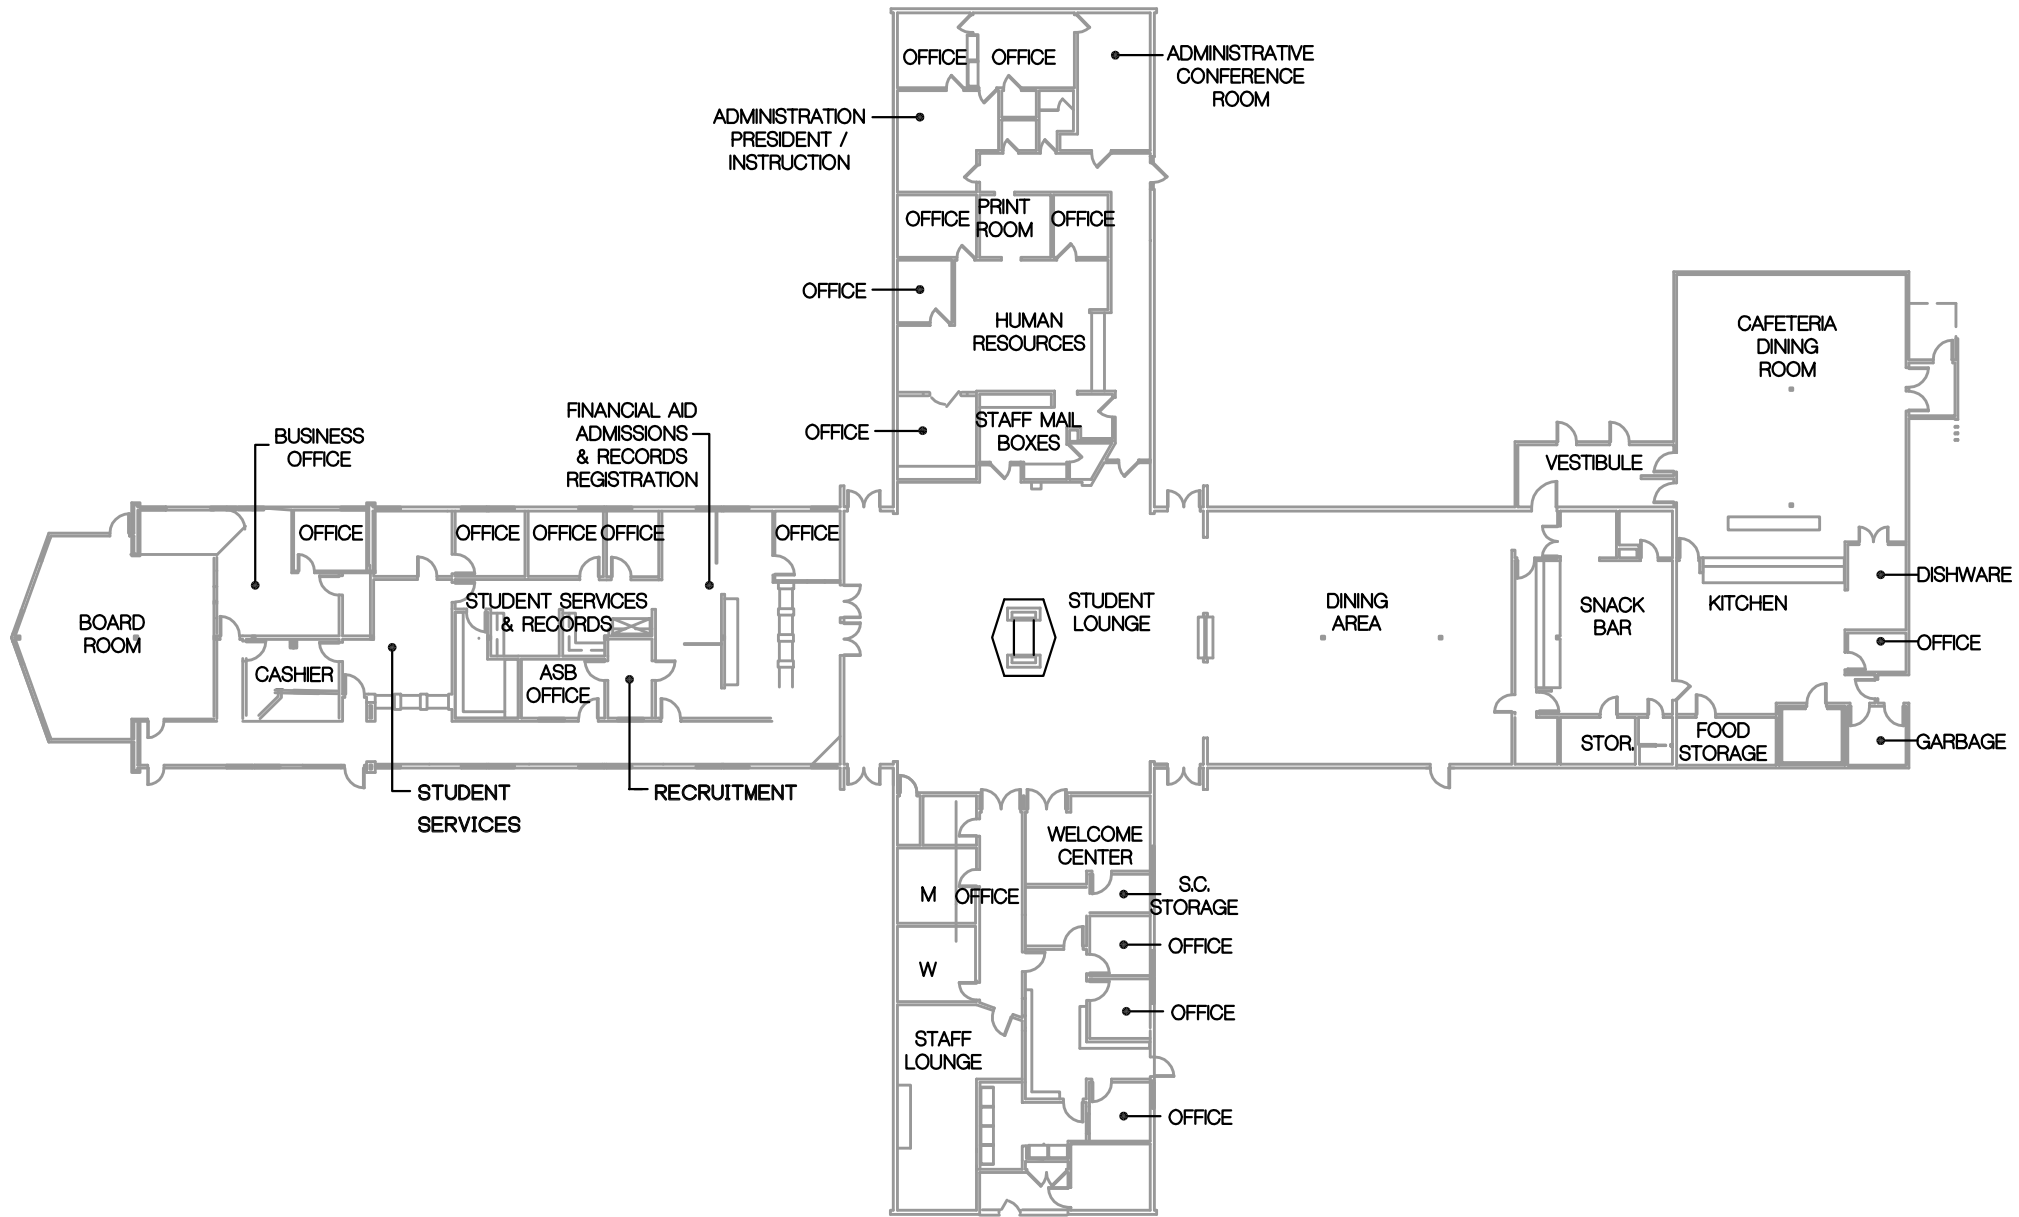 OFFICE
OFFICE
ADMINISTRATIVE
CONFERENCE
ROOM
ADMINISTRATION
PRESIDENT /
INSTRUCTION
OFFICE
PRINT
ROOM
OFFICE
OFFICE
HUMAN
RESOURCES
OFFICE
STAFF MAIL
BOXES
CAFETERIA
DINING
ROOM
VESTIBULE
BUSINESS
OFFICE
FINANCIAL AID
ADMISSIONS
& RECORDS
REGISTRATION
OFFICE
OFFICE
OFFICE
OFFICE
OFFICE
BOARD
ROOM
CASHIER
STUDENT SERVICES
& RECORDS
ASB
OFFICE
STUDENT
SERVICES
RECRUITMENT
STUDENT
LOUNGE
DINING
AREA
SNACK
BAR
KITCHEN
DISHWARE
OFFICE
STOR.
FOOD
STORAGE
GARBAGE
WELCOME
CENTER
M
OFFICE
S.C.
STORAGE
OFFICE
W
OFFICE
STAFF
LOUNGE
OFFICE